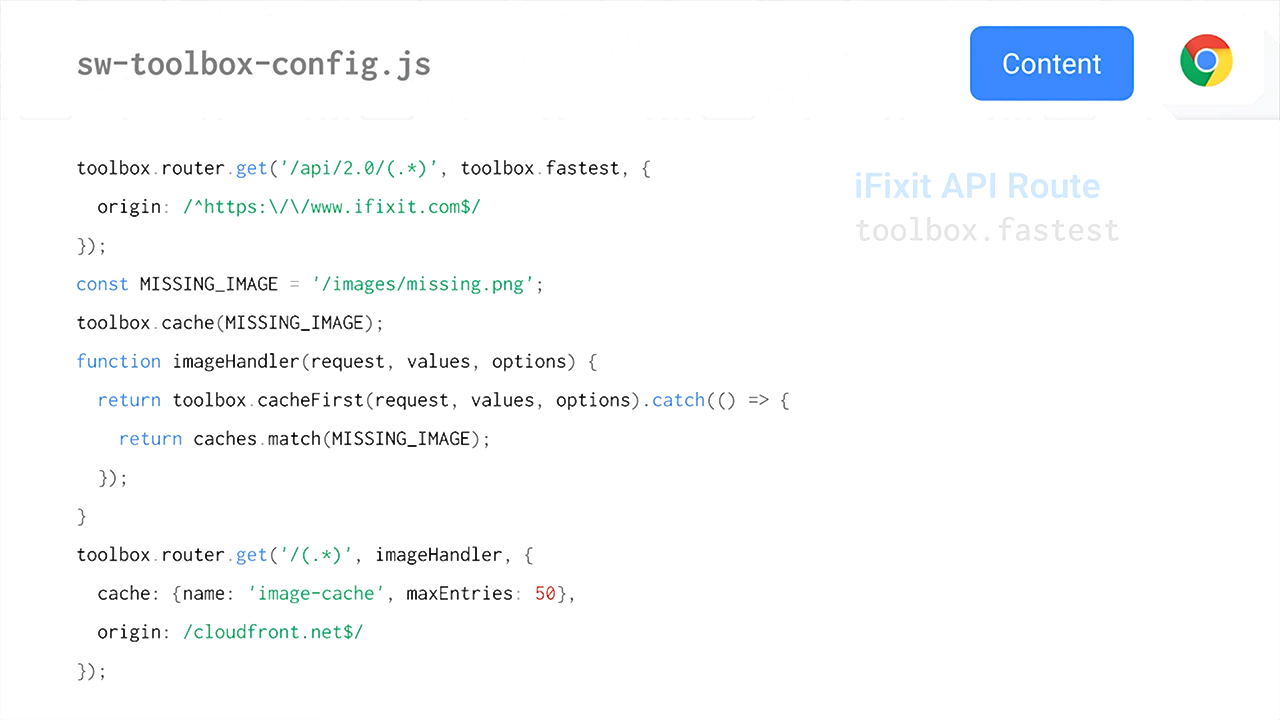 sw-toolbox-config.js
Content
toolbox.router.get('/api/2.0/(.*)', toolbox.fastest, {
  origin: /^https:\/\/www.ifixit.com$/
});
const MISSING_IMAGE = '/images/missing.png';
toolbox.cache(MISSING_IMAGE);
function imageHandler(request, values, options) {
  return toolbox.cacheFirst(request, values, options).catch(() => {
    return caches.match(MISSING_IMAGE);
  });
}
toolbox.router.get('/(.*)', imageHandler, {
  cache: {name: 'image-cache', maxEntries: 50},
  origin: /cloudfront.net$/
});
iFixit API Route
toolbox.fastest